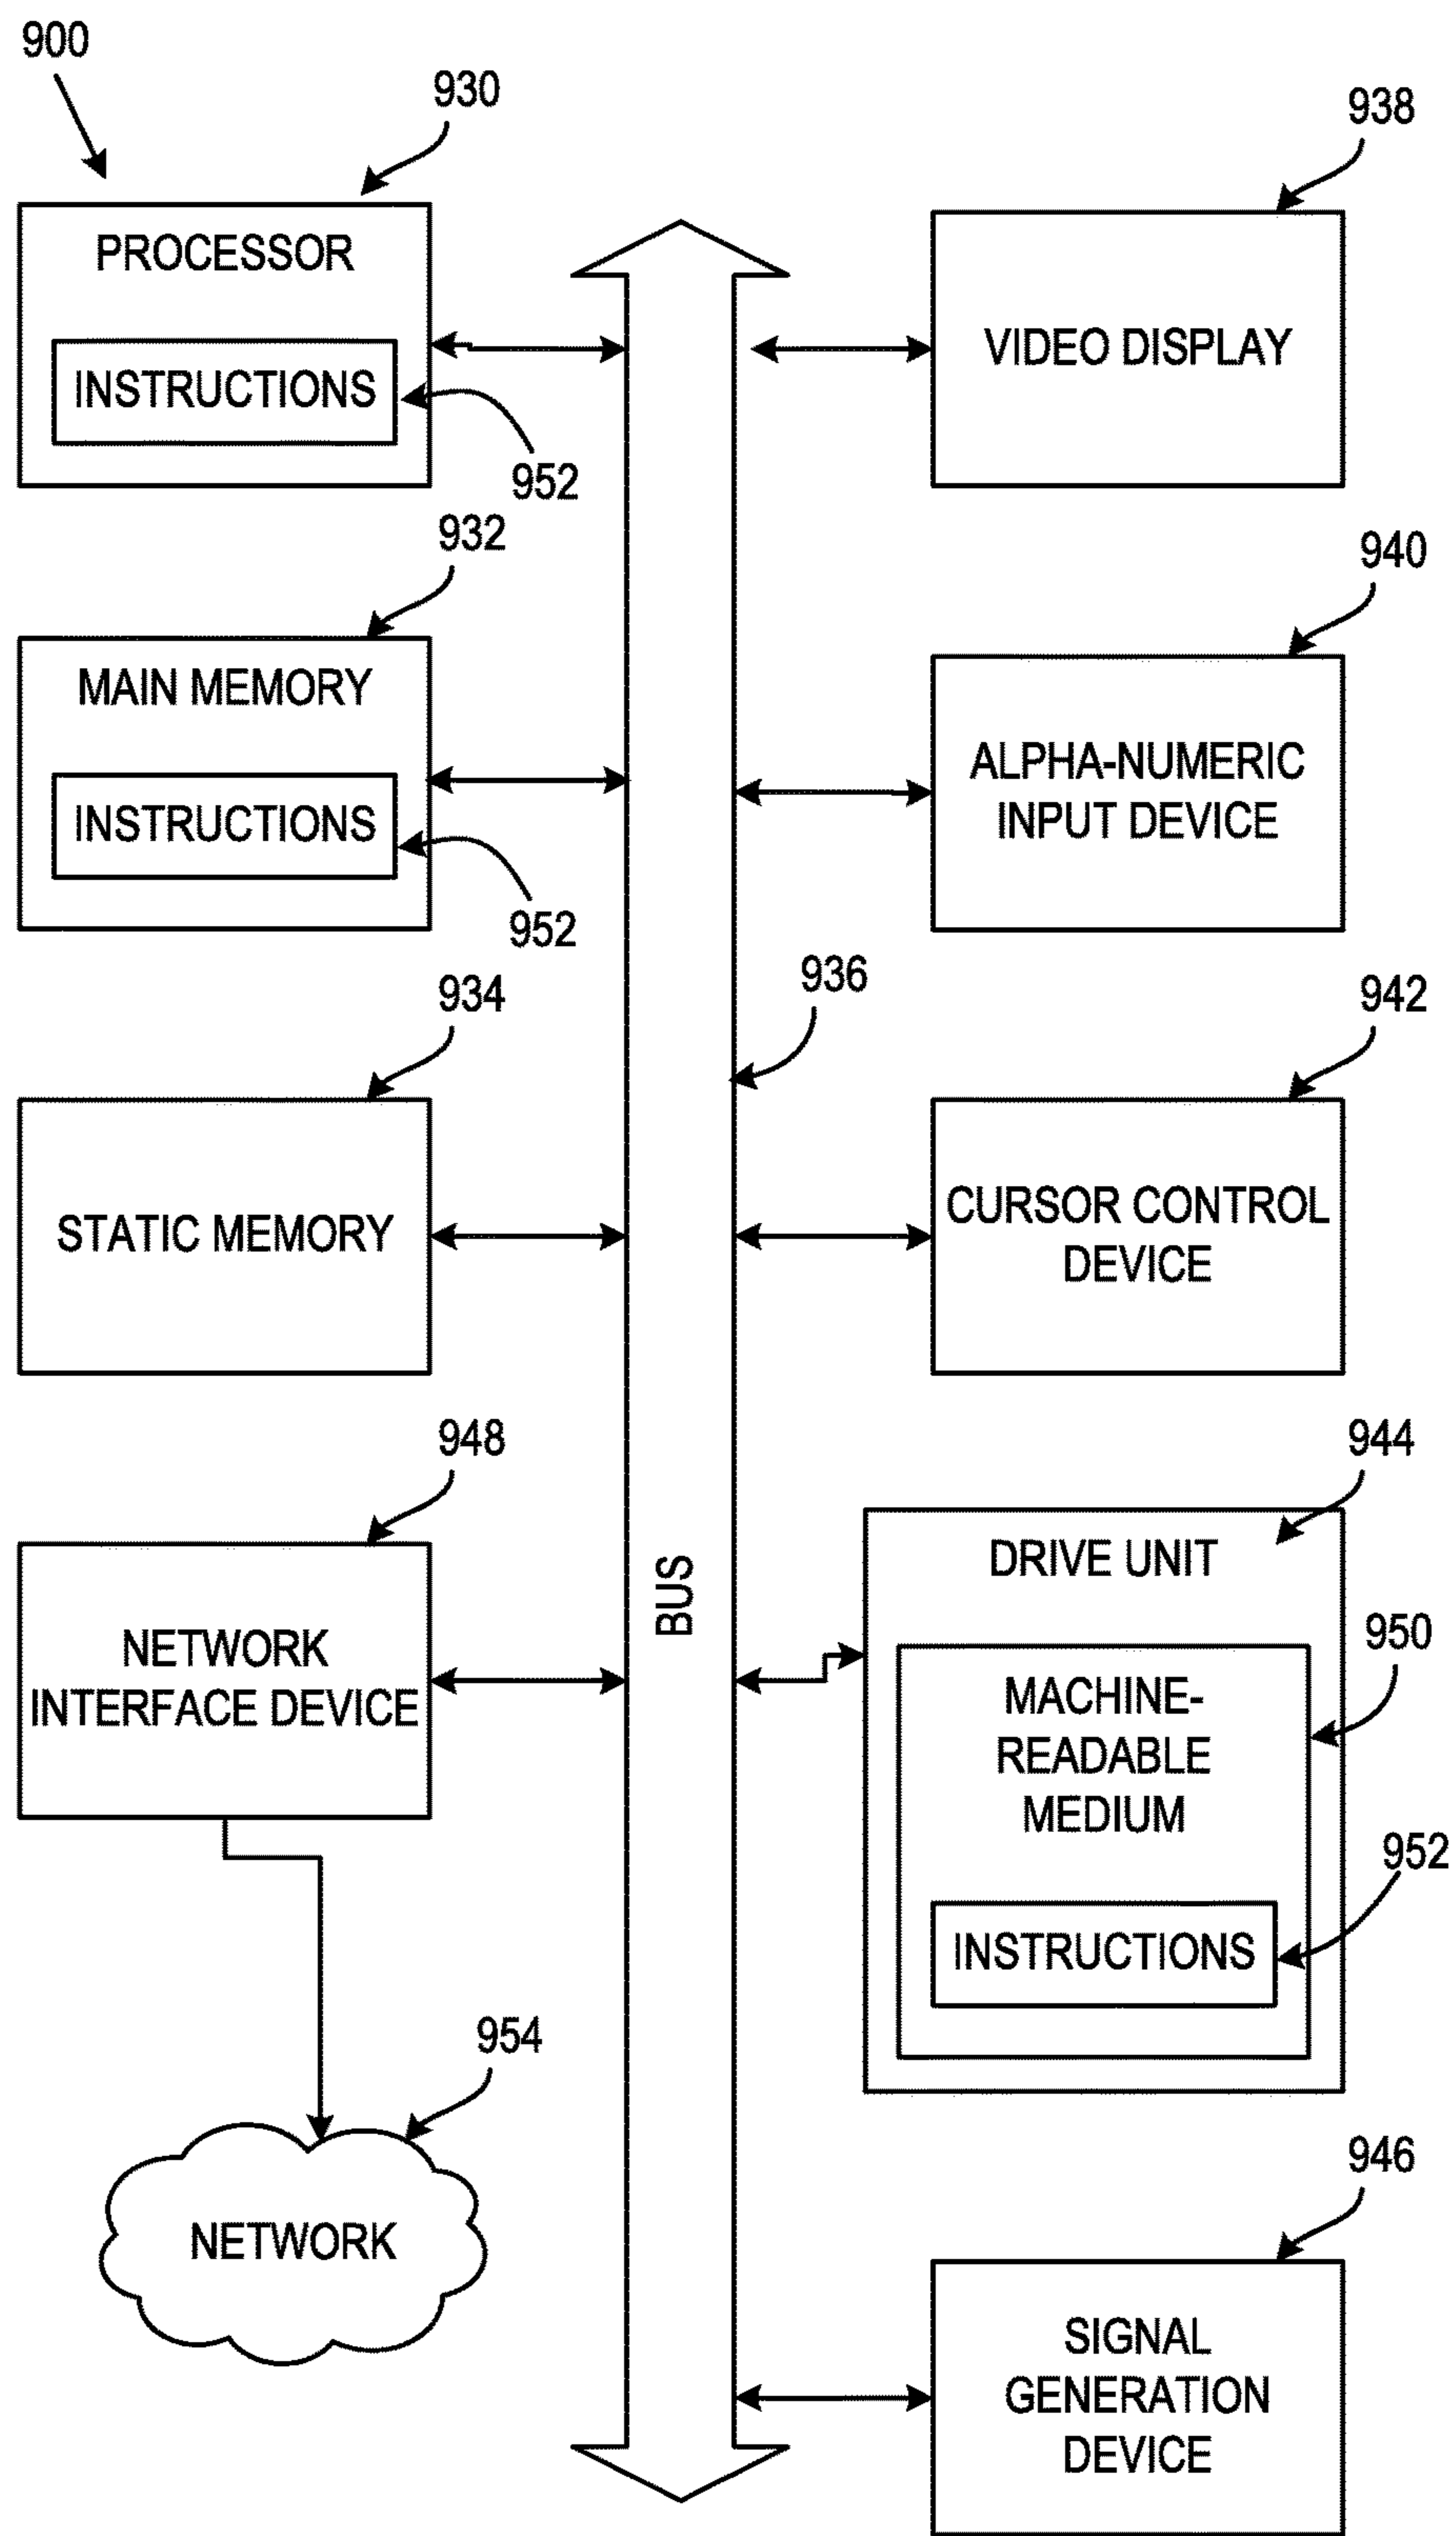 900
930
PROCESSOR
INSTRUCTIONS
952
932
MAIN MEMORY
INSTRUCTIONS
952
934
STATIC MEMORY
948
NETWORK
INTERFACE DEVICE
954
NETWORK
BUS
936
938
VIDEO DISPLAY
940
ALPHA-NUMERIC
INPUT DEVICE
942
CURSOR CONTROL
DEVICE
944
DRIVE UNIT
950
MACHINE-
READABLE
MEDIUM
952
INSTRUCTIONS
946
SIGNAL
GENERATION
DEVICE